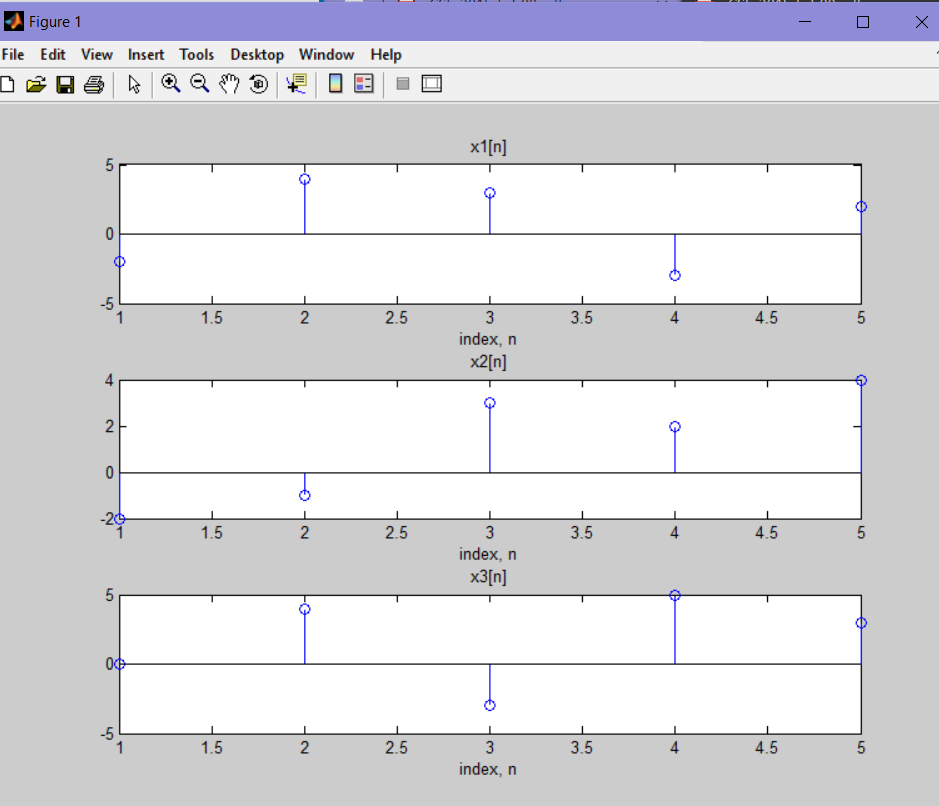 Figure 1
File Edit View Insert Tools Desktop Window Help
x1[n]
5
0
-5
1 1.5 2 2.5 3 3.5 4 4.5 5
index, n
x2[n]
4
2
0
-2
1 1.5 2 2.5 3 3.5 4 4.5 5
index, n
x3[n]
5
0
-5
1 1.5 2 2.5 3 3.5 4 4.5 5
index, n